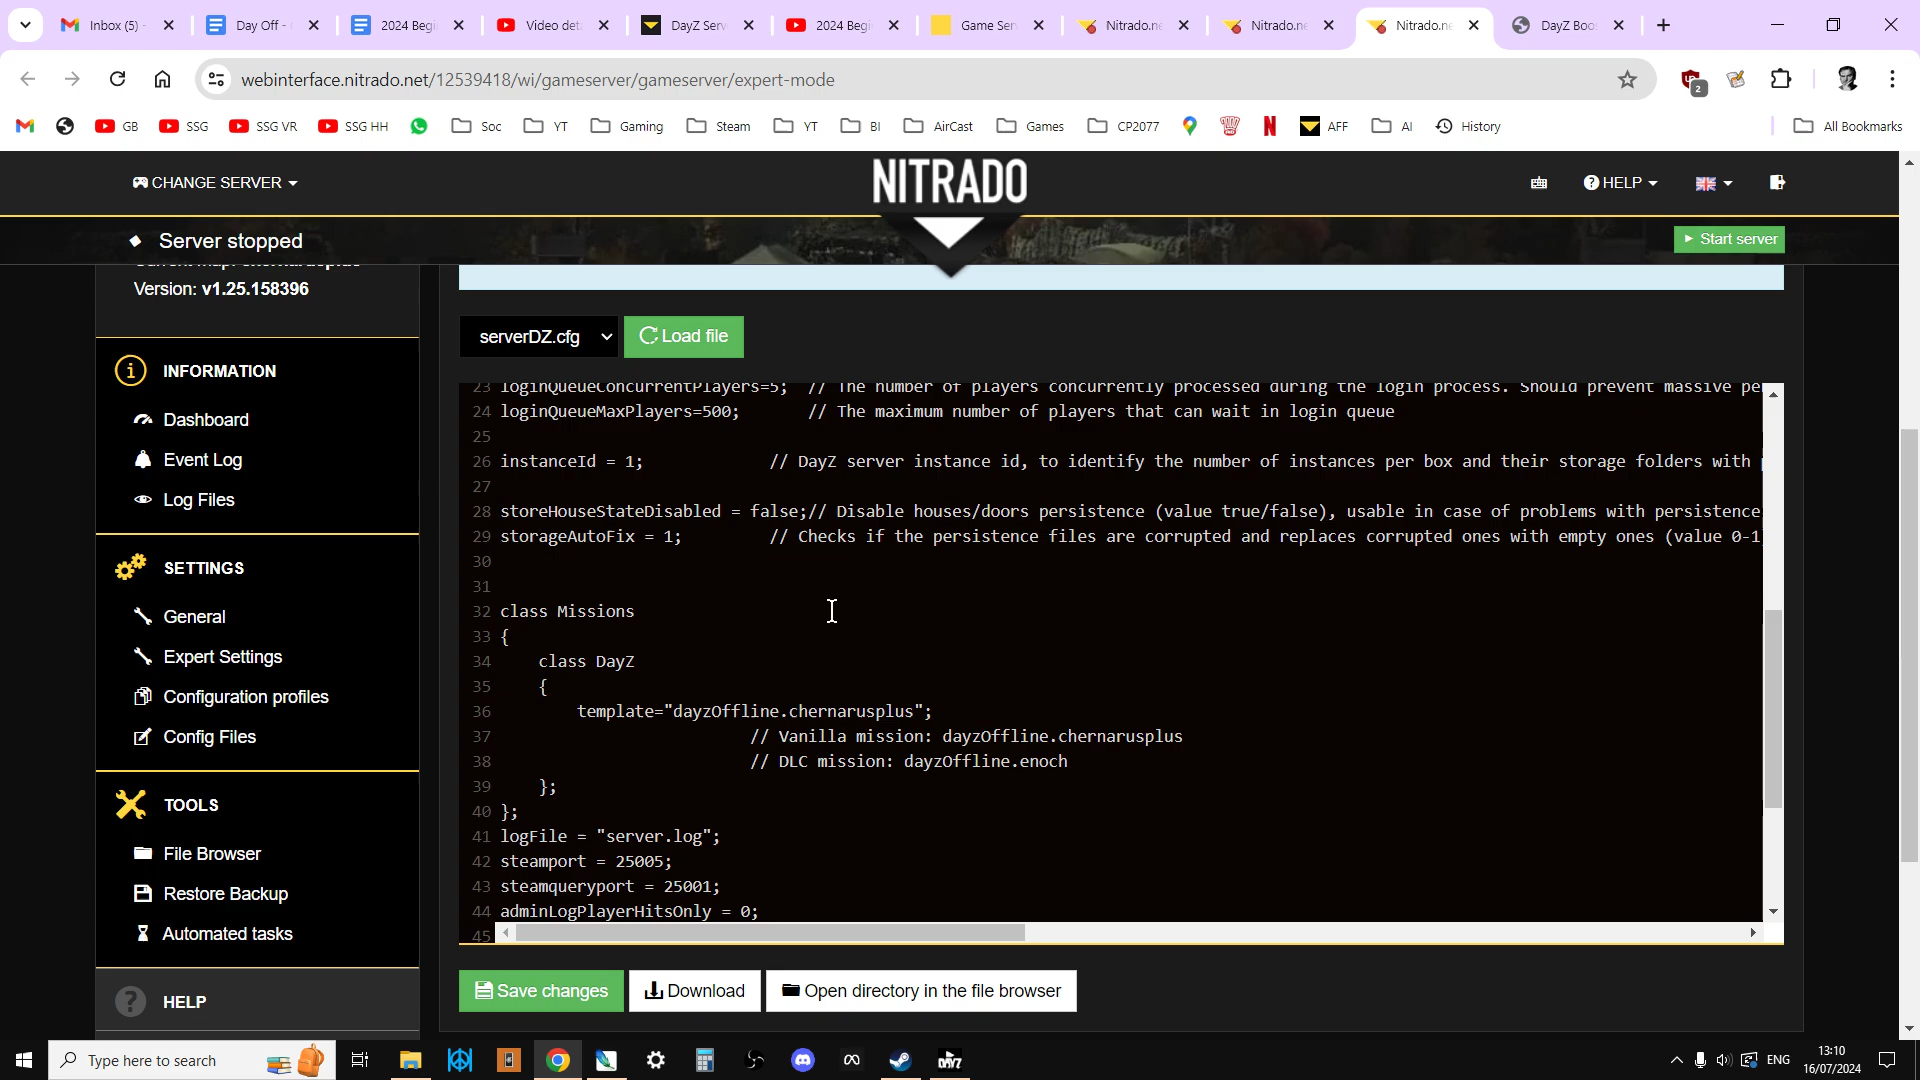 Inbox (5) -
Day Off -
2024 Begi
Video det
DayZ Serv
2024 Begi
Game Ser
Nitrado.ne
Nitrado.ne
Nitrado.ne
DayZ Boo
webinterface.nitrado.net/12539418/wi/gameserver/gameserver/expert-mode
2
GB
SSG
SSG VR
SSG HH
Soc
YT
Gaming
Steam
YT
BI
AirCast
Games
CP2077
AFF
AI
History
All Bookmarks
CHANGE SERVER
NITRADO
HELP
Server stopped
Start server
Version: v1.25.158396
INFORMATION
Dashboard
Event Log
Log Files
SETTINGS
General
Expert Settings
Configuration profiles
Config Files
TOOLS
File Browser
Restore Backup
Automated tasks
HELP
serverDZ.cfg
Load file
23 loginQueueConcurrentPlayers=5; // The number of players concurrently processed during the login process. Should prevent massive pe
24 loginQueueMaxPlayers=500; // The maximum number of players that can wait in login queue
25
26 instanceId = 1; // DayZ server instance id, to identify the number of instances per box and their storage folders with
27
28 storeHouseStateDisabled = false;// Disable houses/doors persistence (value true/false), usable in case of problems with persistence
29 storageAutoFix = 1; // Checks if the persistence files are corrupted and replaces corrupted ones with empty ones (value 0-1
30
31
32 class Missions
33 {
34 class DayZ
35 {
36 template="dayzOffline.chernarusplus";
37 // Vanilla mission: dayzOffline.chernarusplus
38 // DLC mission: dayzOffline.enoch
39 };
40 };
41 logFile = "server.log";
42 steamport = 25005;
43 steamqueryport = 25001;
44 adminLogPlayerHitsOnly = 0;
45
Save changes
Download
Open directory in the file browser
Type here to search
DAYZ
ENG
13:10
16/07/2024